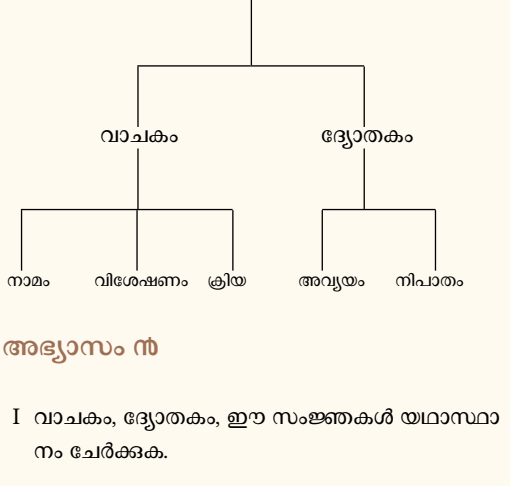 വാചകം ദ്യോതകം
നാമം വിശേഷണം ക്രിയ അവ്യയം നിപാതം
അഭ്യാസം ൻ
I വാചകം, ദ്യോതകം, ഈ സംജ്ഞകൾ യഥാസ്ഥാ
നം ചേർക്കുക.